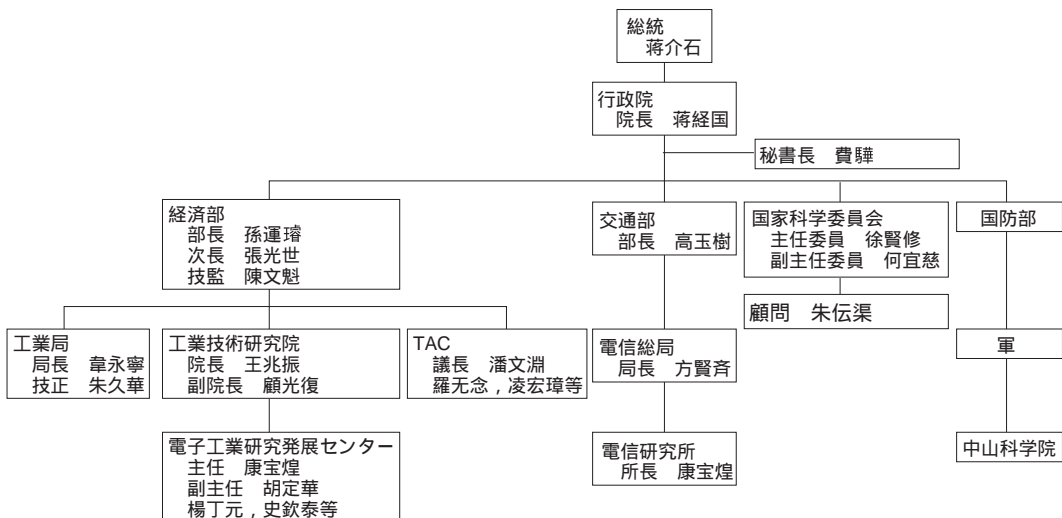 総統
蒋介石
行政院
院長　蒋経国
秘書長　費驊
経済部
部長　孫運璿
次長　張光世
技監　陳文魁
交通部
部長　高玉樹
国家科学委員会
主任委員　徐賢修
副主任委員　何宜慈
国防部
顧問　朱伝渠
工業局
局長　韋永寧
技正　朱久華
工業技術研究院
院長　王兆振
副院長　顧光復
TAC
議長　潘文淵
羅无念，凌宏璋等
電信総局
局長　方賢斉
軍
電子工業研究発展センター
主任　康宝煌
副主任　胡定華
楊丁元，史欽泰等
電信研究所
所長　康宝煌
中山科学院